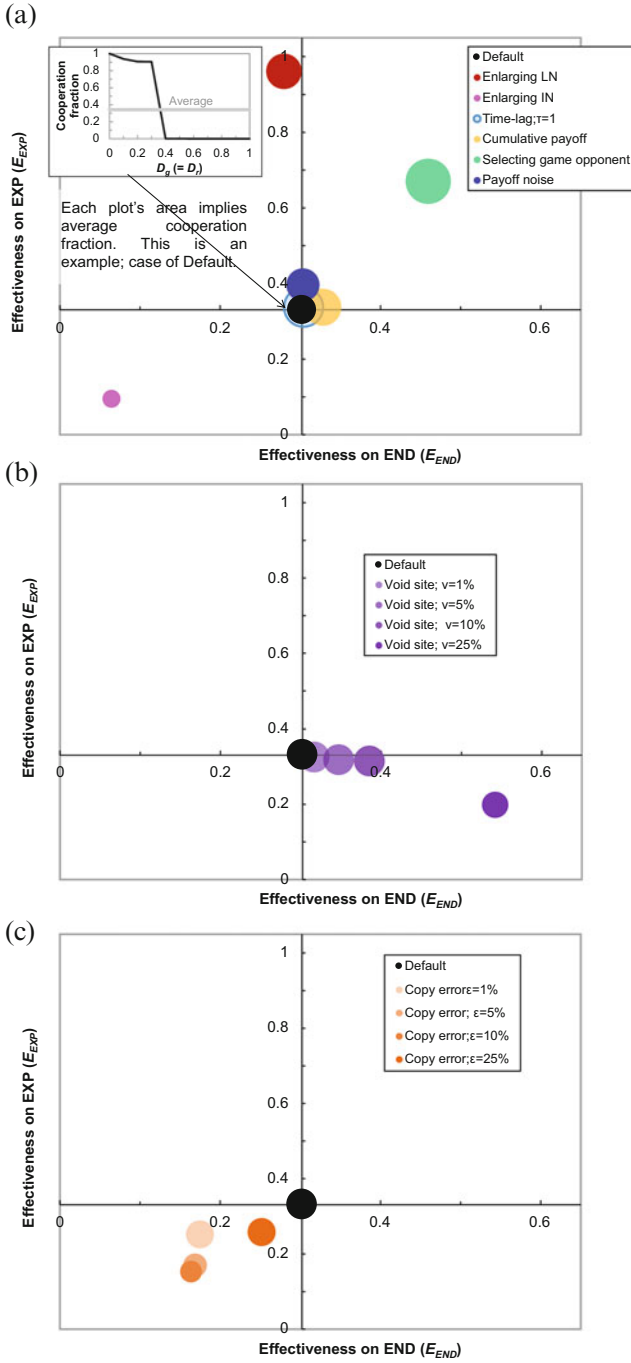 (a)
1
0.8
0.6
0.4
0.2
0
Cooperation
fraction
Average
0 0.2 0.4 0.6 0.8 1
Dg (= Dr)
Each plot's area implies
average cooperation
fraction. This is an
example; case of Default.
Default
Enlarging LN
Enlarging IN
Time-lag;τ=1
Cumulative payoff
Selecting game opponent
Payoff noise
1
0.8
0.6
0.4
0.2
0
0 0.2 0.4 0.6
Effectiveness on EXP (EEXP)
Effectiveness on END (EEND)
(b)
Default
Void site; v=1%
Void site; v=5%
Void site; v=10%
Void site; v=25%
1
0.8
0.6
0.4
0.2
0
0 0.2 0.4 0.6
Effectiveness on EXP (EEXP)
Effectiveness on END (EEND)
(c)
Default
Copy errorε=1%
Copy error; ε=5%
Copy error;ε=10%
Copy error;ε=25%
1
0.8
0.6
0.4
0.2
0
0 0.2 0.4 0.6
Effectiveness on EXP (EEXP)
Effectiveness on END (EEND)